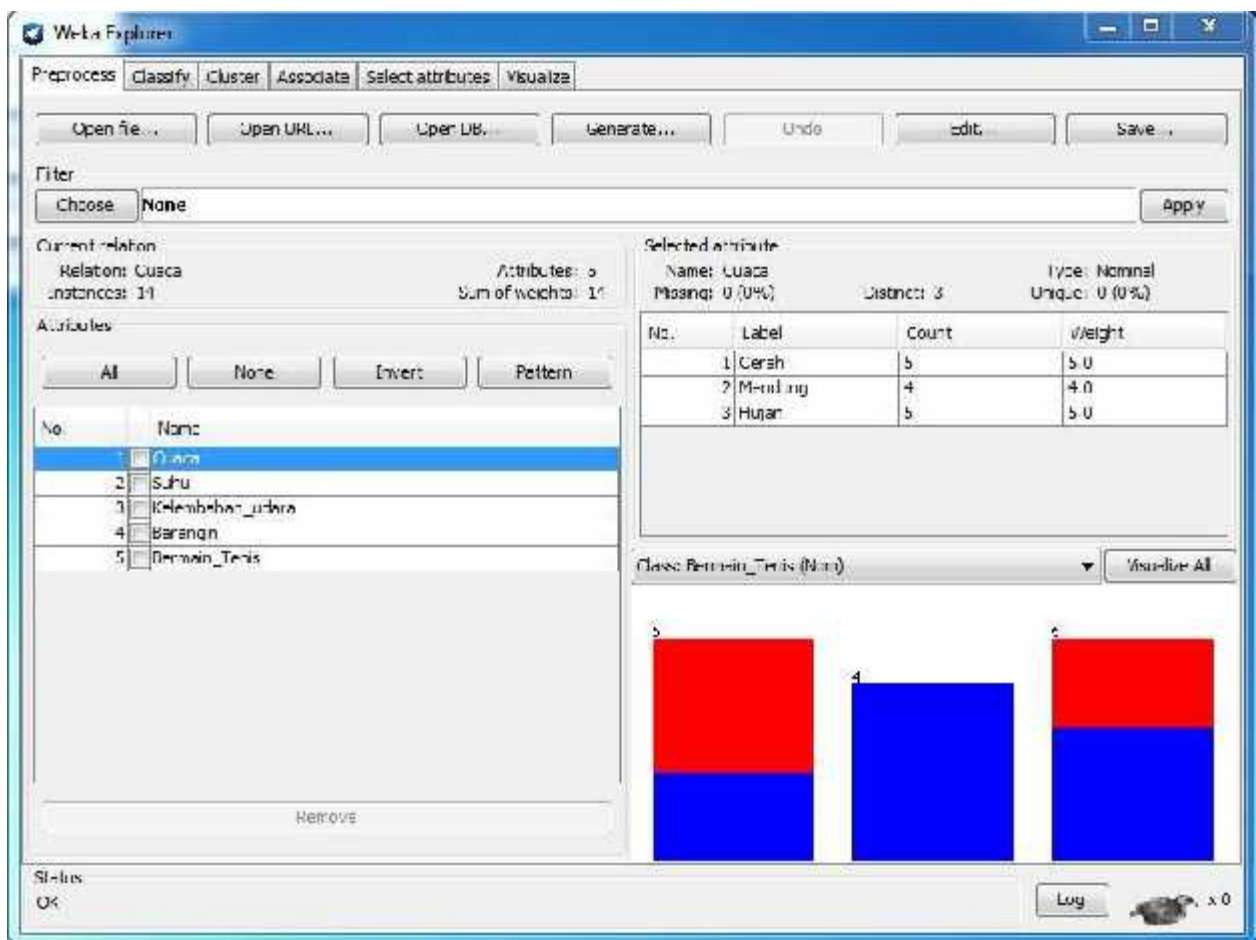 Weka Explorer
Preprocess Classify Cluster Associate Select attributes Visualize
Open file... Open URL... Open DB... Generate... Undo Edit... Save...
Filter
Choose None Apply
Current relation
Relation: Cuaca Attributes: 5
Instances: 14 Sum of weights: 14
Selected attribute
Name: Cuaca Type: Nominal
Missing: 0 (0%) Distinct: 3 Unique: 0 (0%)
Attributes
All None Invert Pattern
No. Name
1 Cuaca
2 Suhu
3 Kelembaban_udara
4 Berangin
5 Bermain_Tenis
Remove
No. Label Count Weight
1 Cerah 5 5.0
2 Mendung 4 4.0
3 Hujan 5 5.0
Class: Bermain_Tenis (Nom) Visualize All
5 4 5
Status
OK Log x 0